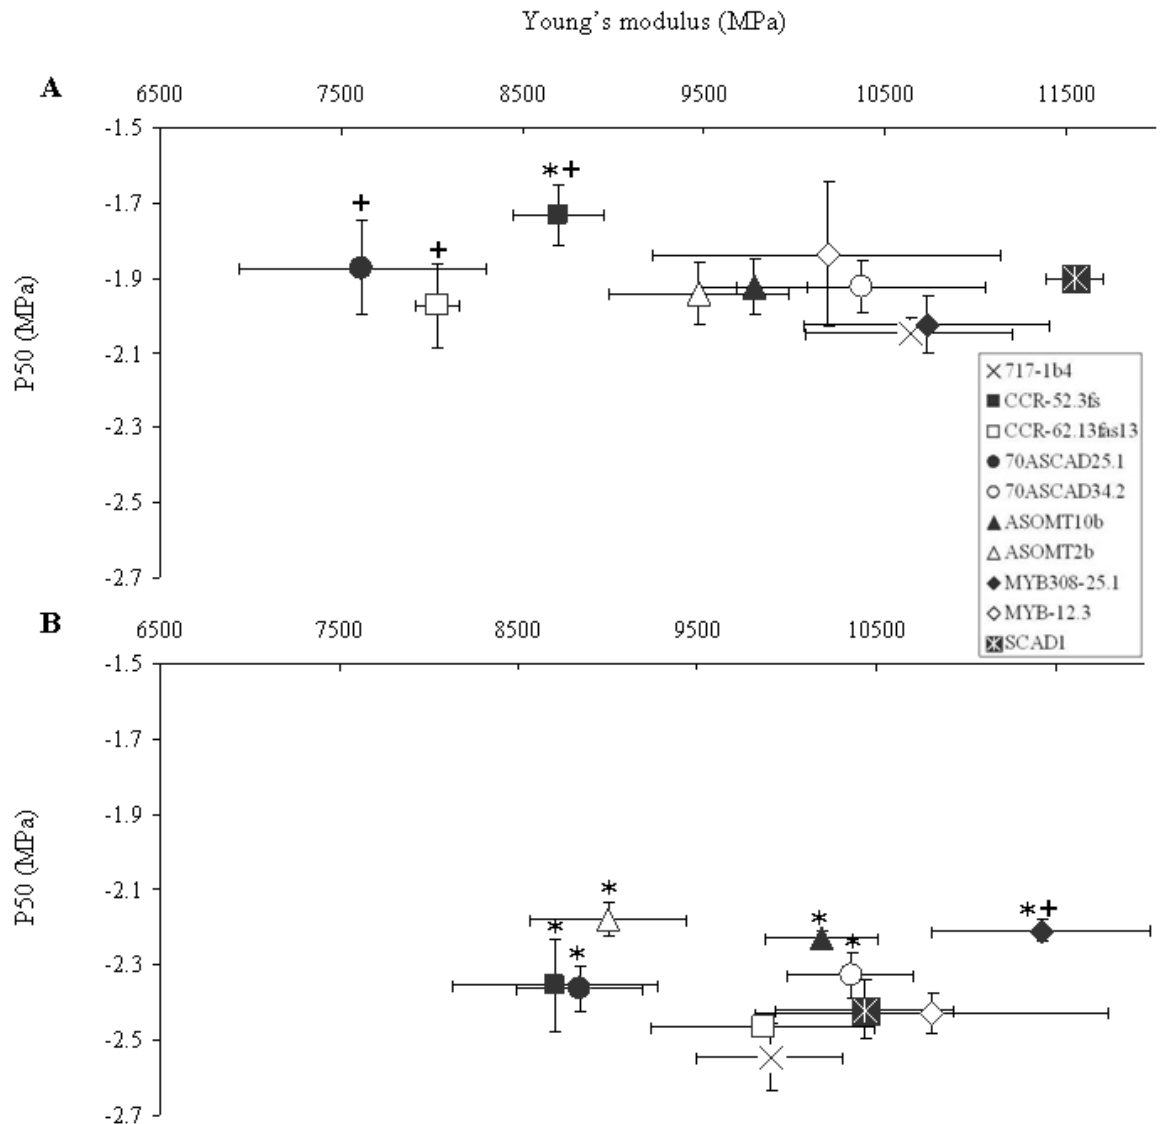 Young's modulus (MPa)
A
6500 7500 8500 9500 10500 11500
-1.5
-1.7
-1.9
-2.1
-2.3
-2.5
-2.7
P50 (MPa)
*+
+
+
717-1b4
CCR-52.3fs
CCR-62.13fas13
70ASCAD25.1
70ASCAD34.2
ASOMT10b
ASOMT2b
MYB308-25.1
MYB-12.3
SCAD1
B
6500 7500 8500 9500 10500
-1.5
-1.7
-1.9
-2.1
-2.3
-2.5
-2.7
P50 (MPa)
*
*+
*
*
*
*